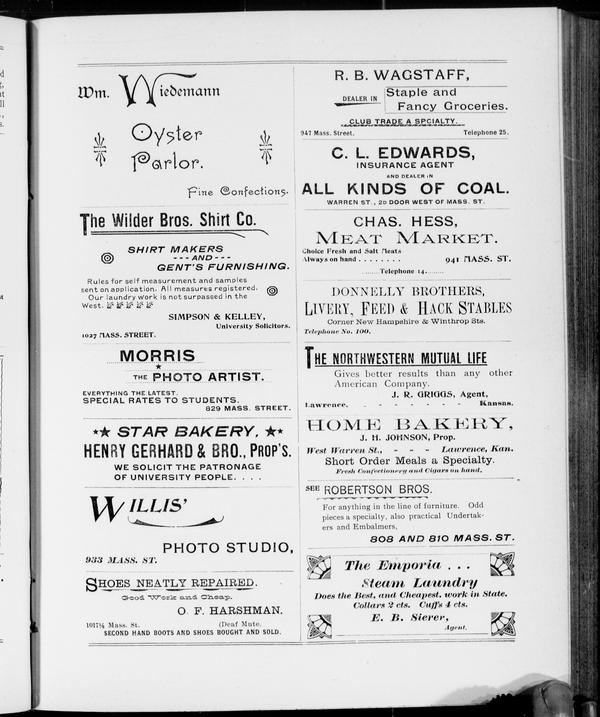 Wm. Wiedemann
Oyster
Parlor.
Fine Confections.
The Wilder Bros. Shirt Co.
SHIRT MAKERS
--- AND ---
GENT'S FURNISHING.
Rules for self measurement and samples
sent on application. All measures registered.
Our laundry work is not surpassed in the
West.
SIMPSON & KELLEY,
University Solicitors.
1027 MASS. STREET.
MORRIS
THE PHOTO ARTIST.
EVERYTHING THE LATEST.
SPECIAL RATES TO STUDENTS.
829 MASS. STREET.
STAR BAKERY,
HENRY GERHARD & BRO., PROP'S.
WE SOLICIT THE PATRONAGE
OF UNIVERSITY PEOPLE. . . .
WILLIS'
PHOTO STUDIO,
933 MASS. ST.
SHOES NEATLY REPAIRED.
Good Work and Cheap.
O. F. HARSHMAN.
1017½ Mass. St. (Deaf Mute.
SECOND HAND BOOTS AND SHOES BOUGHT AND SOLD.
R. B. WAGSTAFF,
DEALER IN Staple and
Fancy Groceries.
CLUB TRADE A SPCIALTY.
947 Mass. Street. Telephone 25.
C. L. EDWARDS,
INSURANCE AGENT
AND DEALER IN
ALL KINDS OF COAL.
WARREN ST., 2D DOOR WEST OF MASS. ST.
CHAS. HESS,
MEAT MARKET.
Choice Fresh and Salt Meats
Always on hand . . . . . . . . 941 MASS. ST.
........Telephone 14........
DONNELLY BROTHERS,
LIVERY, FEED & HACK STABLES
Corner New Hampshire & Winthrop Sts.
Telephone No. 100.
THE NORTHWESTERN MUTUAL LIFE
Gives better results than any other
American Company.
J. R. GRIGGS, Agent,
Lawrence, - - - - - - - Kansas.
HOME BAKERY,
J. H. JOHNSON, Prop.
West Warren St., - - - Lawrence, Kan.
Short Order Meals a Specialty.
Fresh Confectionery and Cigars on hand.
SEE ROBERTSON BROS.
For anything in the line of furniture. Odd
pieces a specialty, also practical Undertak-
ers and Embalmers,
808 AND 810 MASS. ST.
The Emporia . . .
Steam Laundry
Does the Best, and Cheapest. work in State.
Collars 2 cts. Cuffs 4 cts.
E. B. Sierer,
Agent.